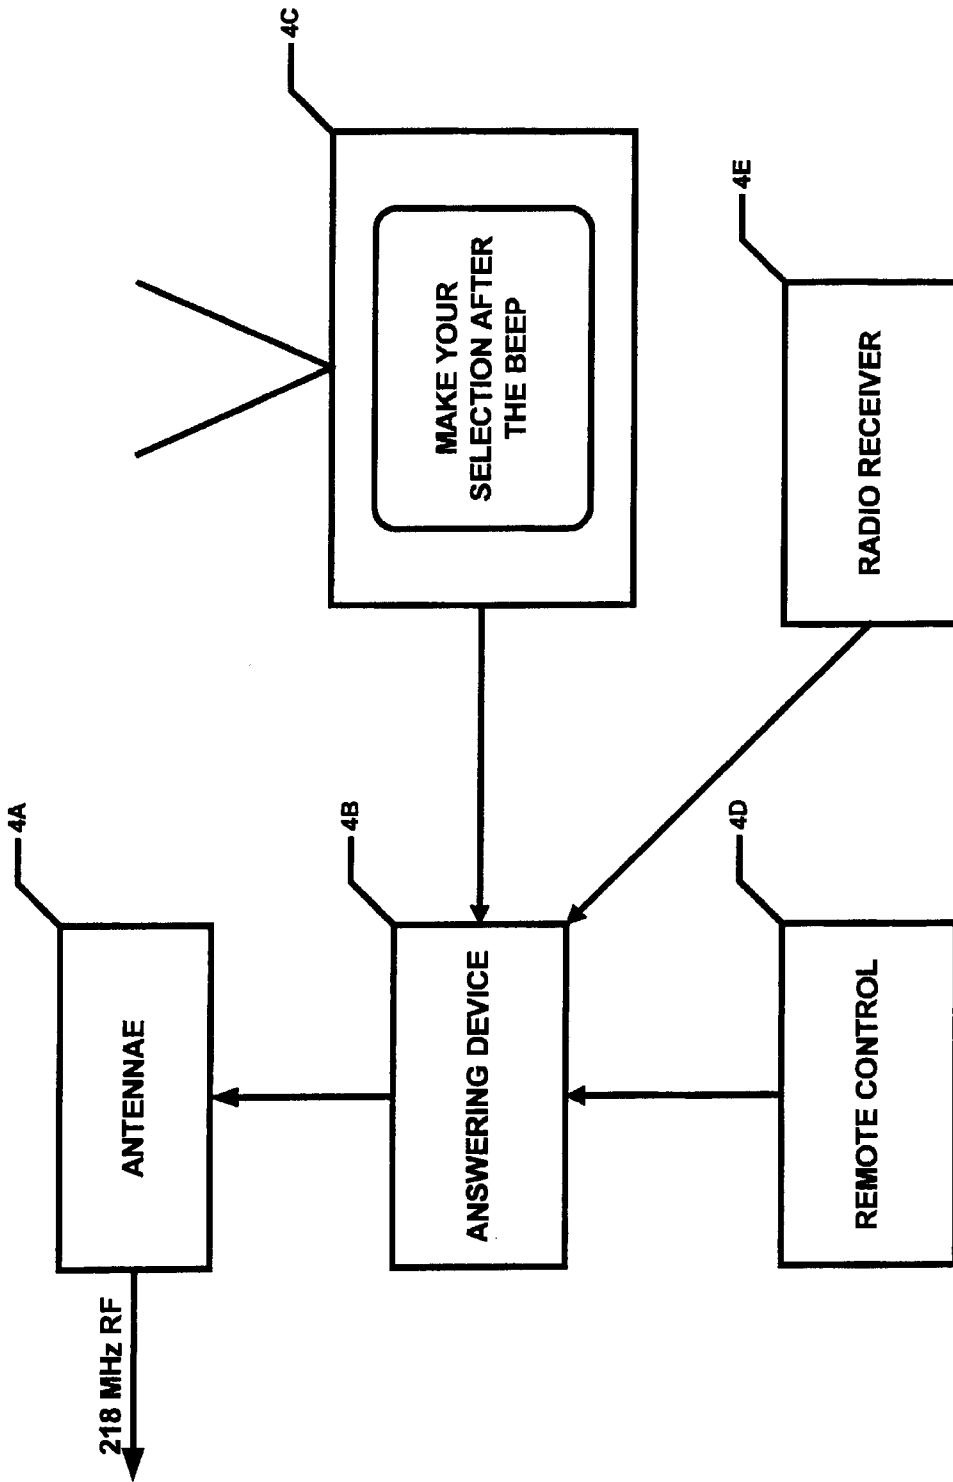 4A
ANTENNAE
218 MHz RF
4B
ANSWERING DEVICE
4C
MAKE YOUR
SELECTION AFTER
THE BEEP
4D
REMOTE CONTROL
4E
RADIO RECEIVER